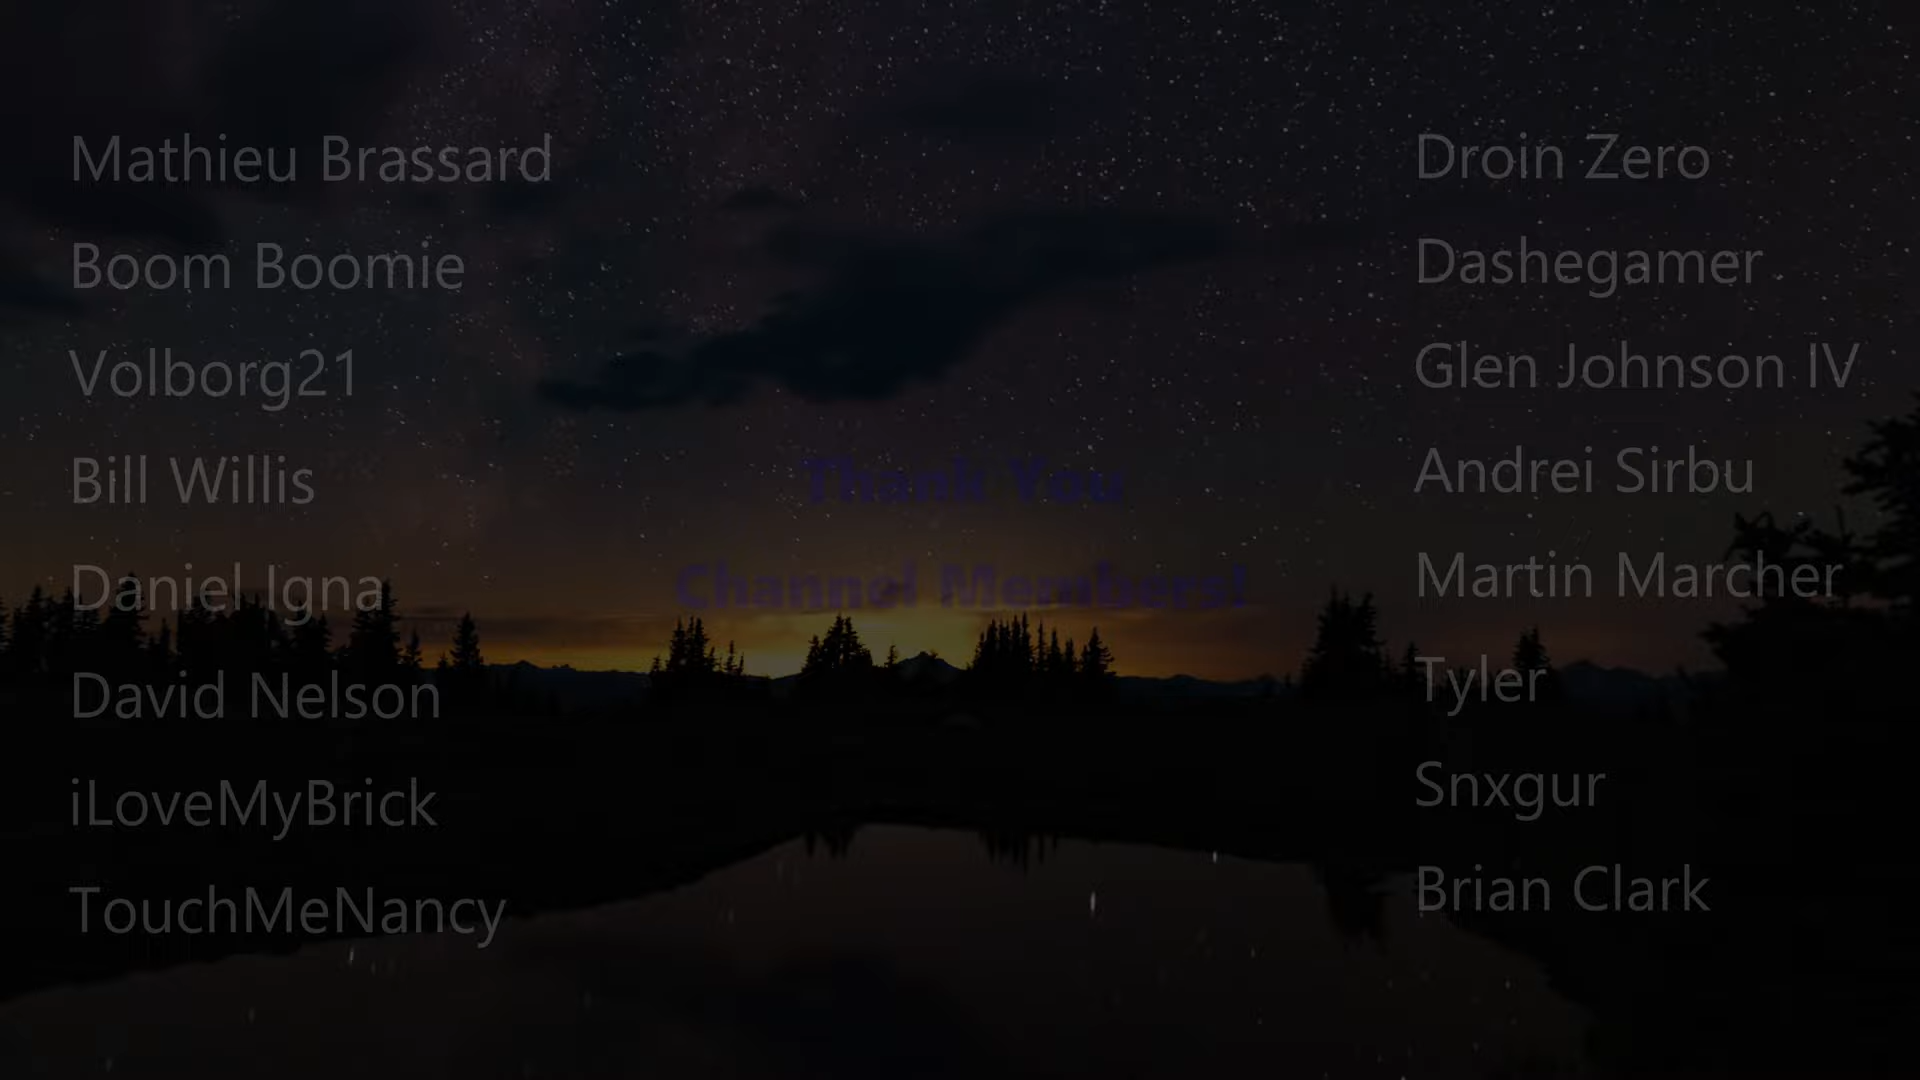 Mathieu Brassard
Boom Boomie
Volborg21
Bill Willis
Daniel Igna
David Nelson
iLoveMyBrick
TouchMeNancy
Thank You
Channel Members!
Droin Zero
Dashegamer
Glen Johnson IV
Andrei Sirbu
Martin Marcher
Tyler
Snxgur
Brian Clark